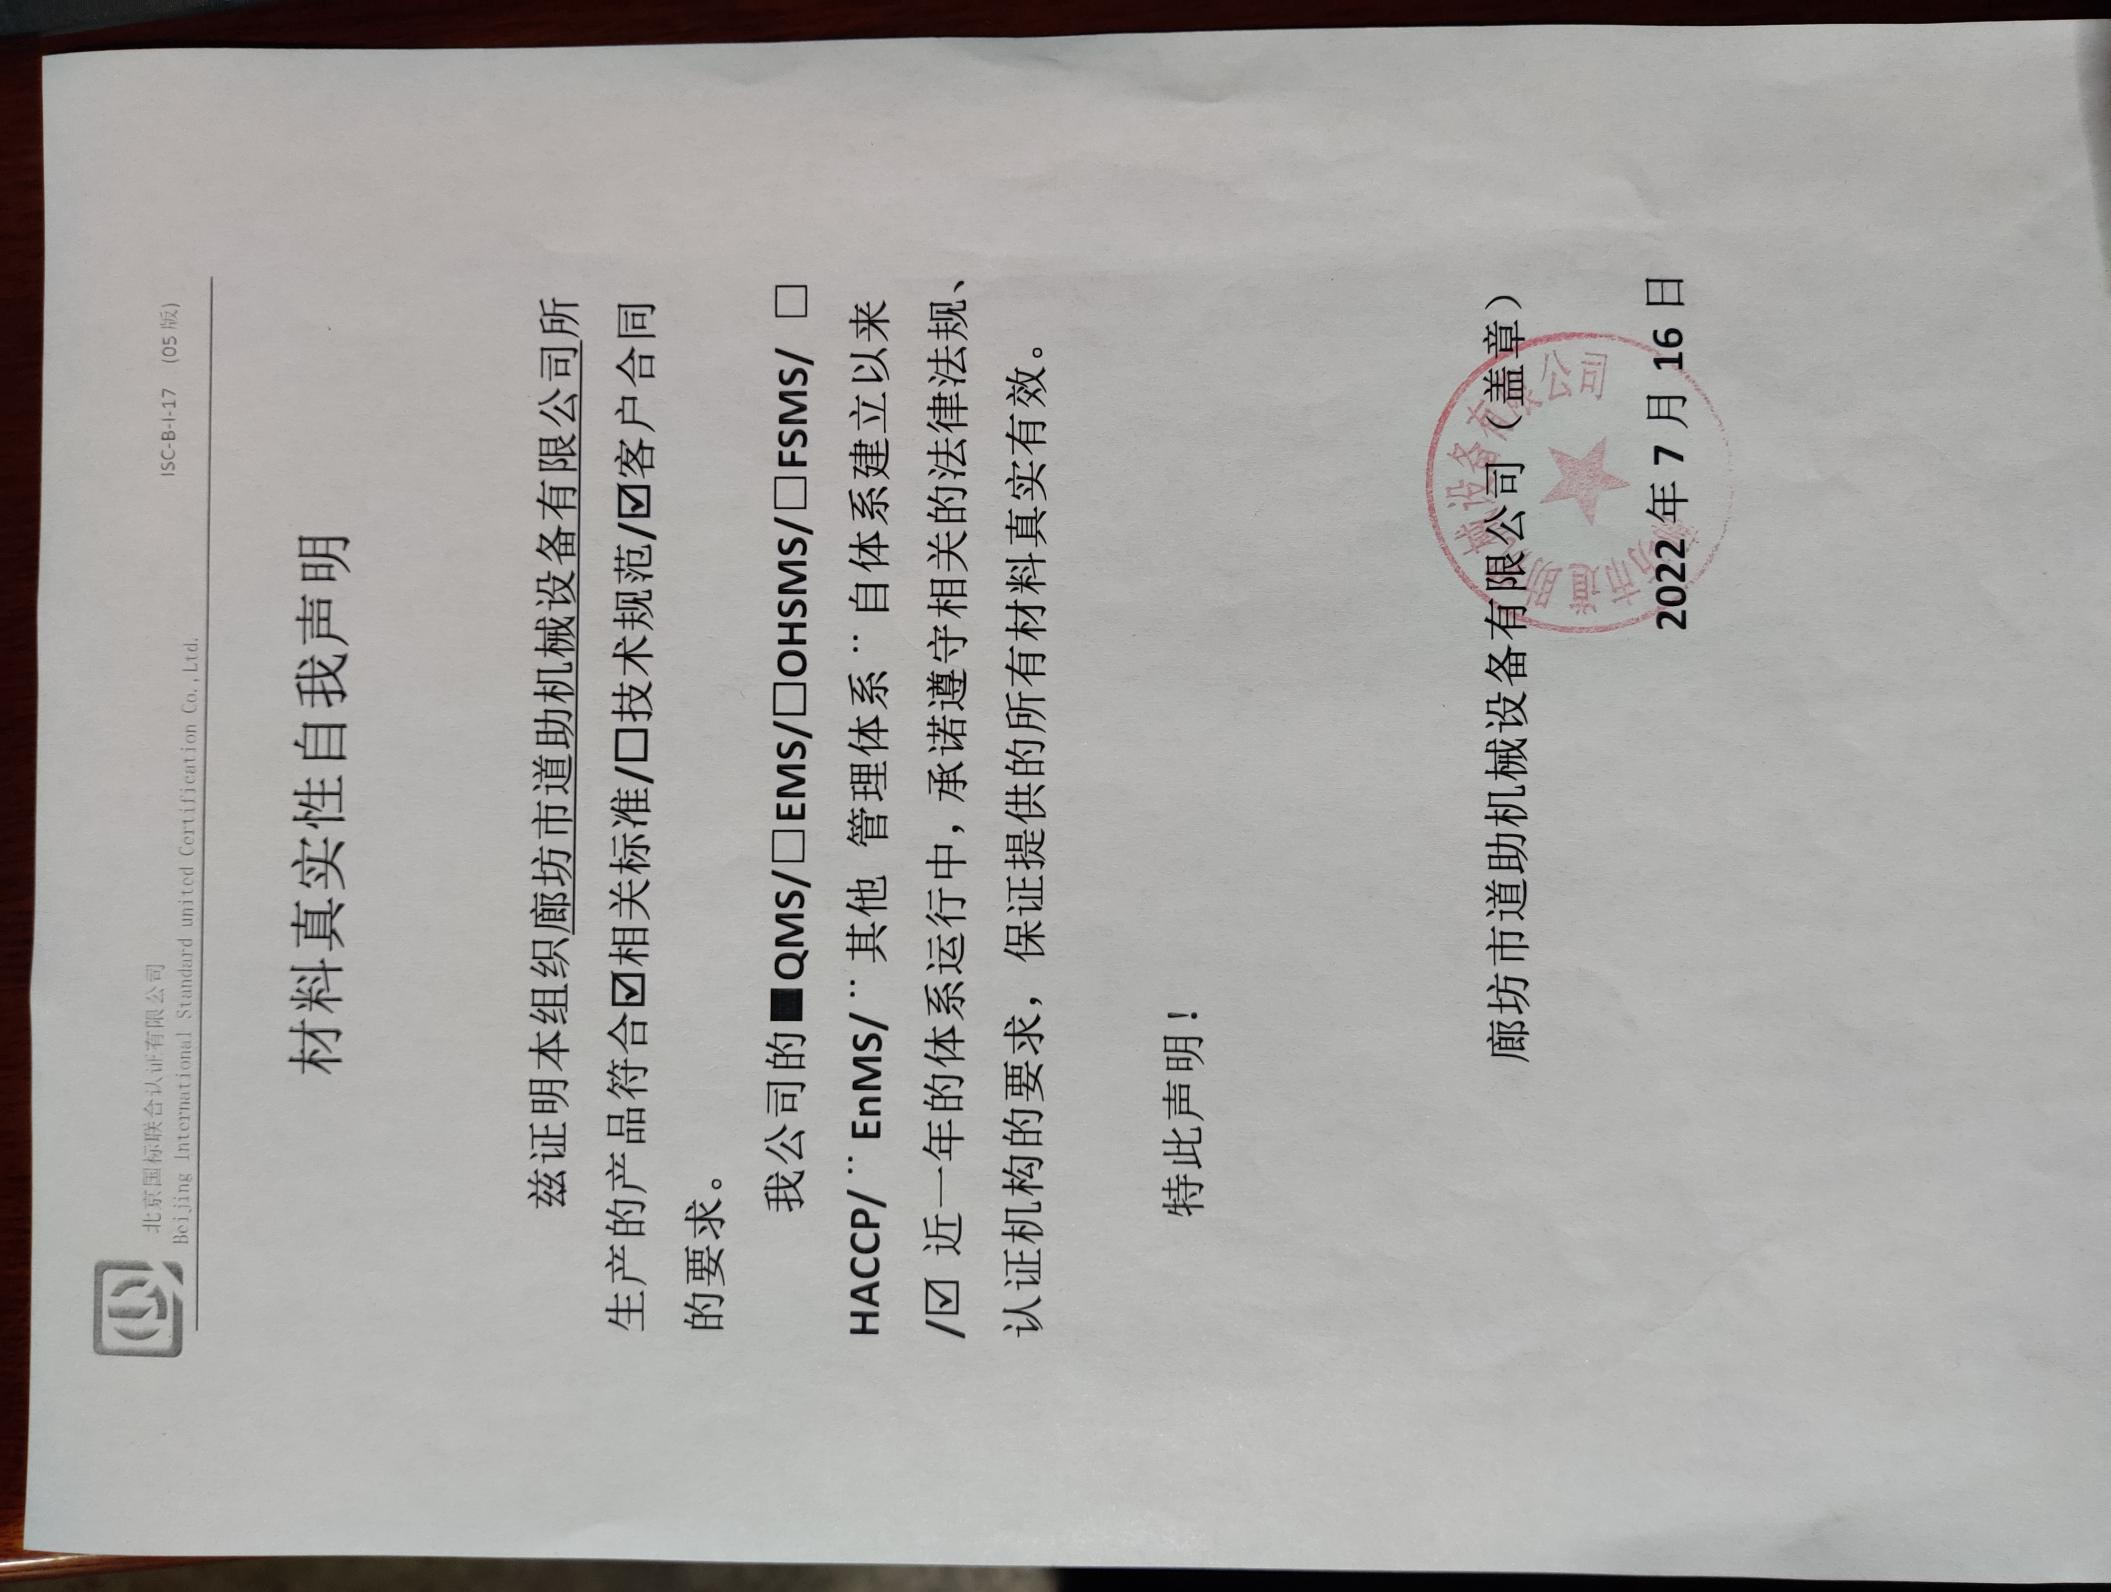 北京国标联合认证有限公司
Beijing International Standard united Certification Co.,Ltd.
ISC-B-I-17 (05 版)
材料真实性自我声明
兹证明本组织廊坊市道助机械设备有限公司所
生产的产品符合☑相关标准/□技术规范/☑客户合同
的要求。
我公司的■QMS/□EMS/□OHSMS/□FSMS/ □
HACCP/¨ EnMS/¨ 其他 管理体系¨ 自体系建立以来
/☑ 近一年的体系运行中，承诺遵守相关的法律法规、
认证机构的要求，保证提供的所有材料真实有效。
特此声明！
廊坊市道助机械设备有限公司（盖章）
2022年 7 月 16 日